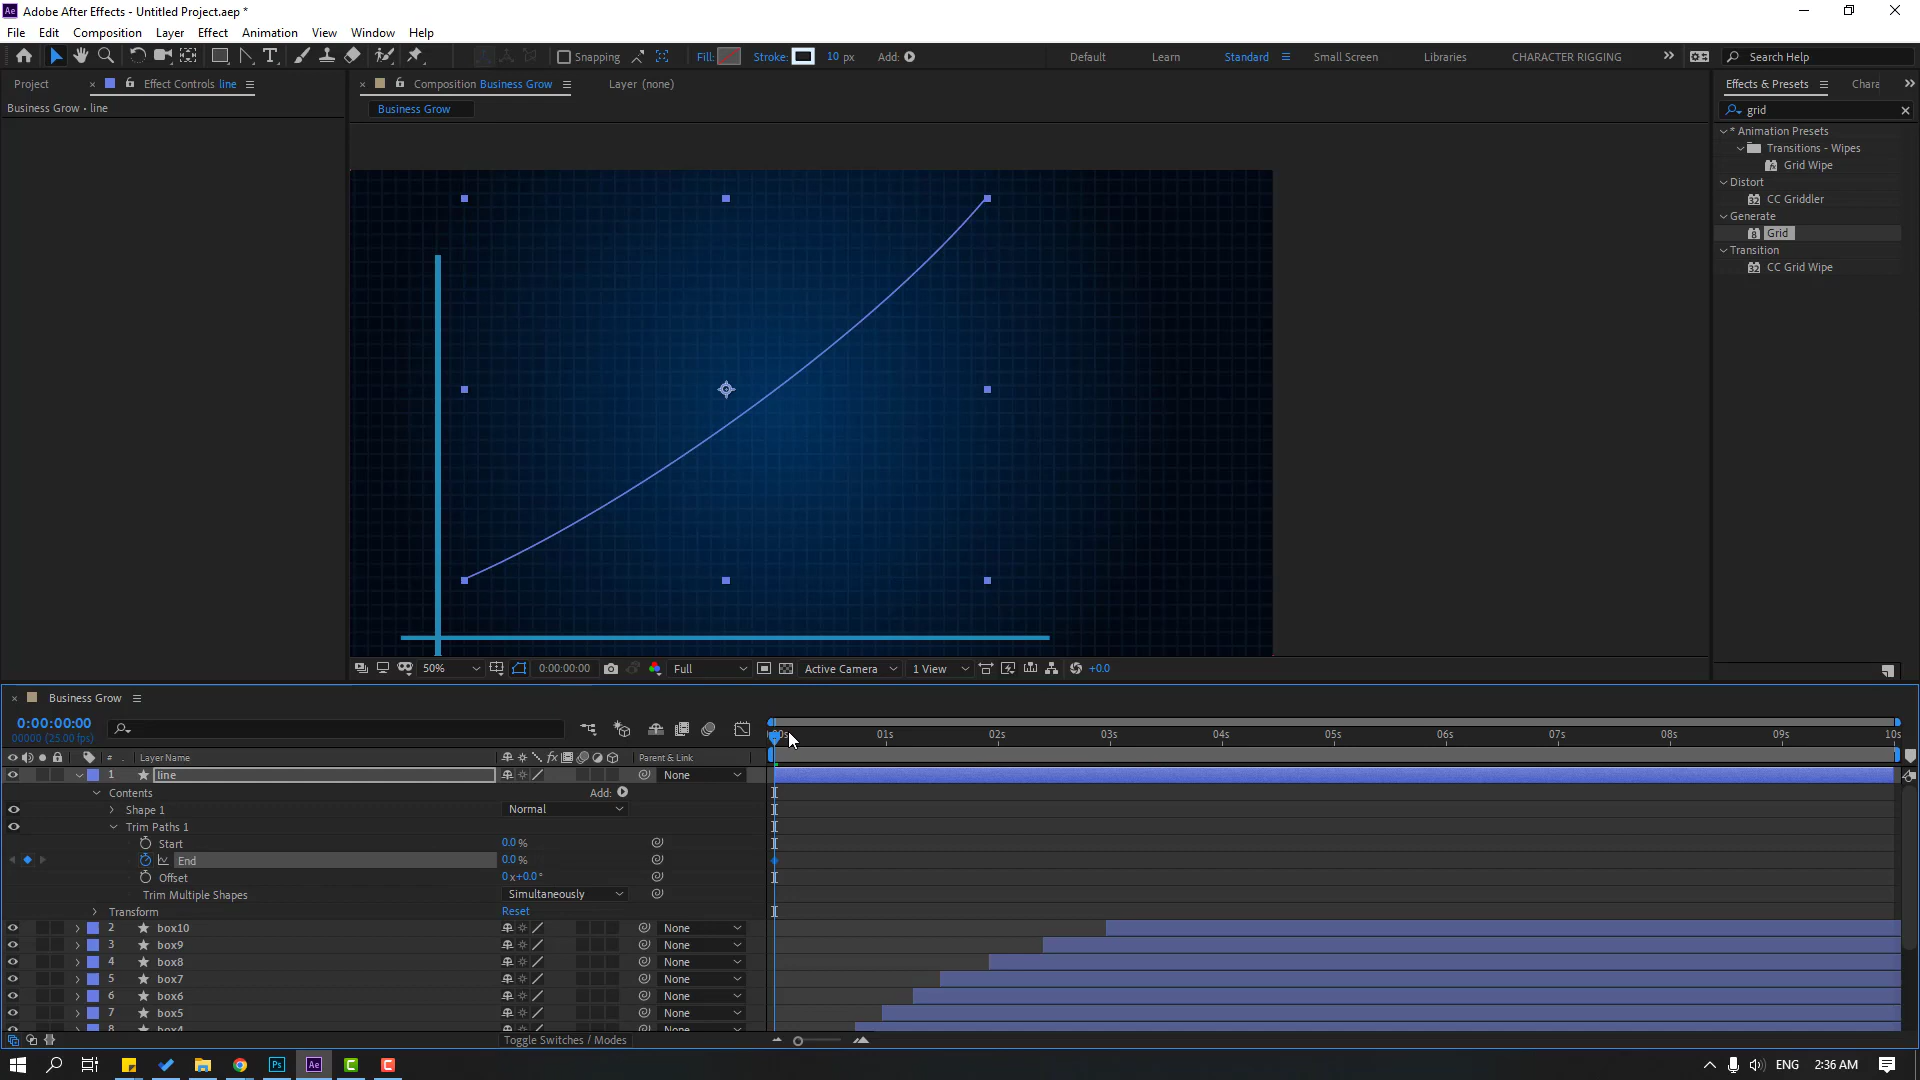 Adobe After Effects - Untitled Project.aep *
File Edit Composition Layer Effect Animation View Window Help
Snapping Fill: Stroke: 10 px Add: Default Learn Standard Small Screen Libraries CHARACTER RIGGING Search Help
Project Effect Controls line Composition Business Grow Layer (none) Effects & Presets Chara
Business Grow • line
Business Grow
grid
* Animation Presets
Transitions - Wipes
Grid Wipe
Distort
CC Griddler
Generate
Grid
Transition
CC Grid Wipe
50% 0:00:00:00 Full Active Camera 1 View +0.0
Business Grow
0:00:00:00
00000 (25.00 fps)
01s 02s 03s 04s 05s 06s 07s 08s 09s 10s
# Layer Name Parent & Link
1 line None
Contents Add:
Shape 1 Normal
Trim Paths 1
Start 0.0 %
End 0.0 %
Offset 0 x+0.0 °
Trim Multiple Shapes Simultaneously
Transform Reset
2 box10 None
3 box9 None
4 box8 None
5 box7 None
6 box6 None
7 box5 None
8 box4 None
Toggle Switches / Modes
ENG 2:36 AM